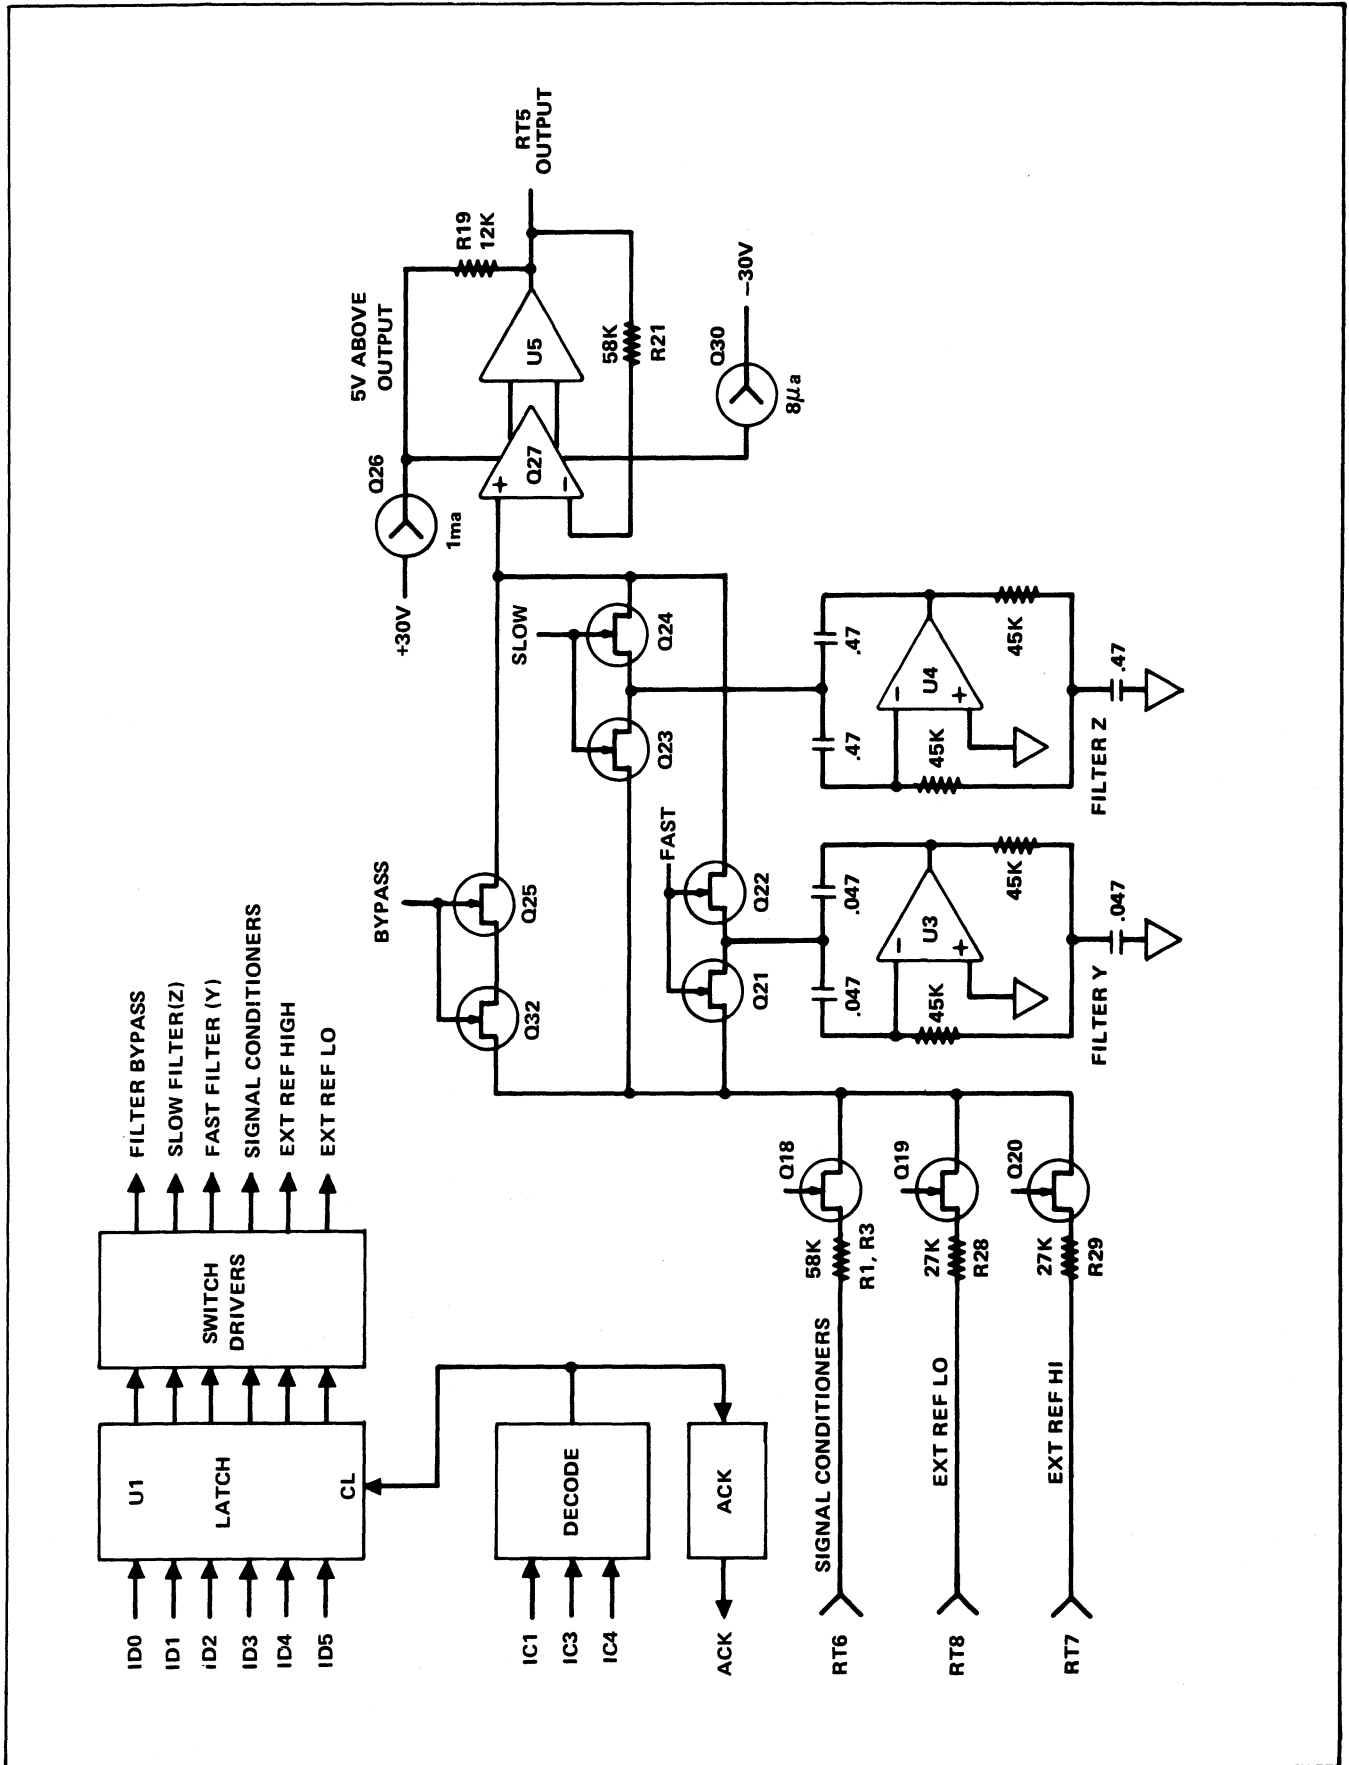 ID0
ID1
iD2
ID3
ID4
ID5
U1
LATCH
CL
SWITCH
DRIVERS
FILTER BYPASS
SLOW FILTER(Z)
FAST FILTER (Y)
SIGNAL CONDITIONERS
EXT REF HIGH
EXT REF LO
IC1
IC3
IC4
DECODE
ACK
ACK
RT6
SIGNAL CONDITIONERS
58K
R1, R3
Q18
RT8
EXT REF LO
27K
R28
Q19
RT7
EXT REF HI
27K
R29
Q20
BYPASS
Q32
Q25
SLOW
Q23
Q24
FAST
Q21
Q22
.047
.047
45K
U3
-
+
45K
.047
FILTER Y
.47
.47
45K
U4
-
+
45K
.47
FILTER Z
+30V
Q26
1ma
5V ABOVE
OUTPUT
R19
12K
+
-
Q27
U5
58K
R21
Q30
8µa
-30V
RT5
OUTPUT